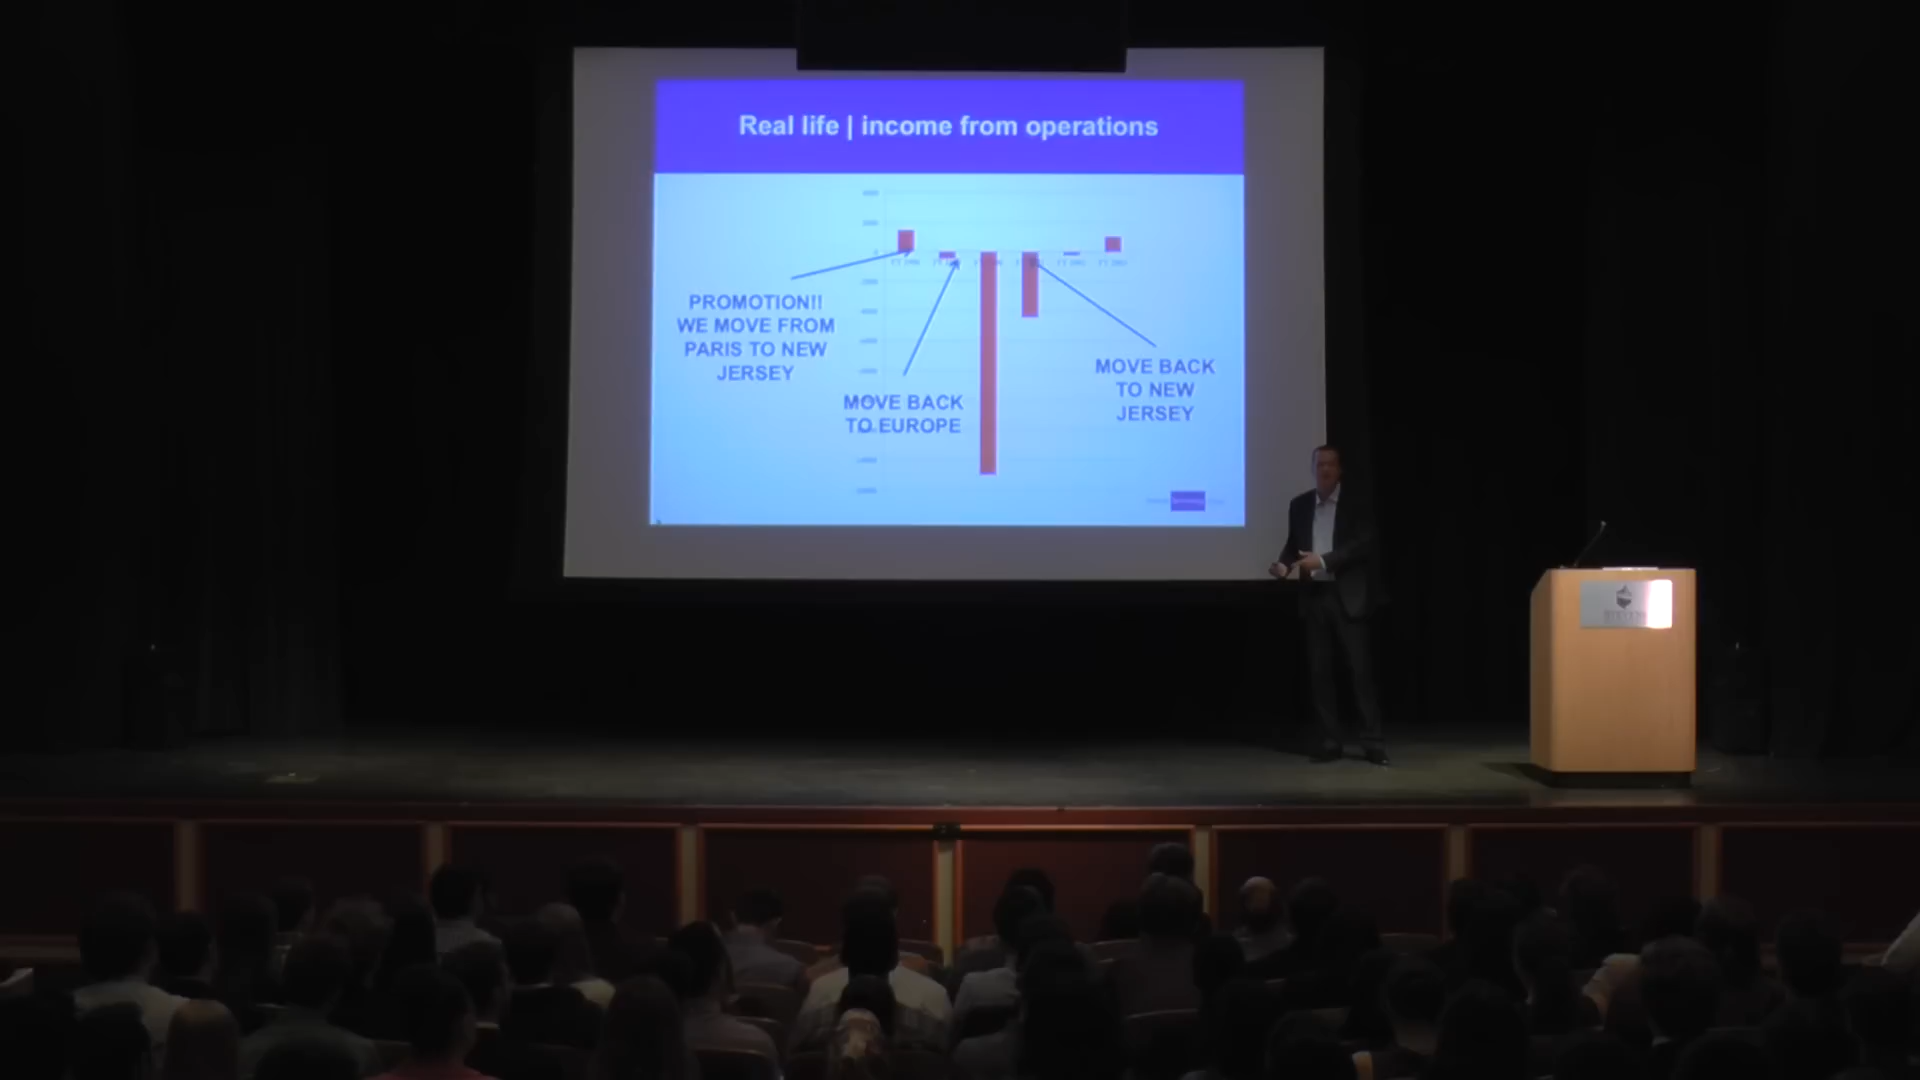 Real life | income from operations
PROMOTION!!
WE MOVE FROM
PARIS TO NEW
JERSEY
MOVE BACK
TO EUROPE
MOVE BACK
TO NEW
JERSEY